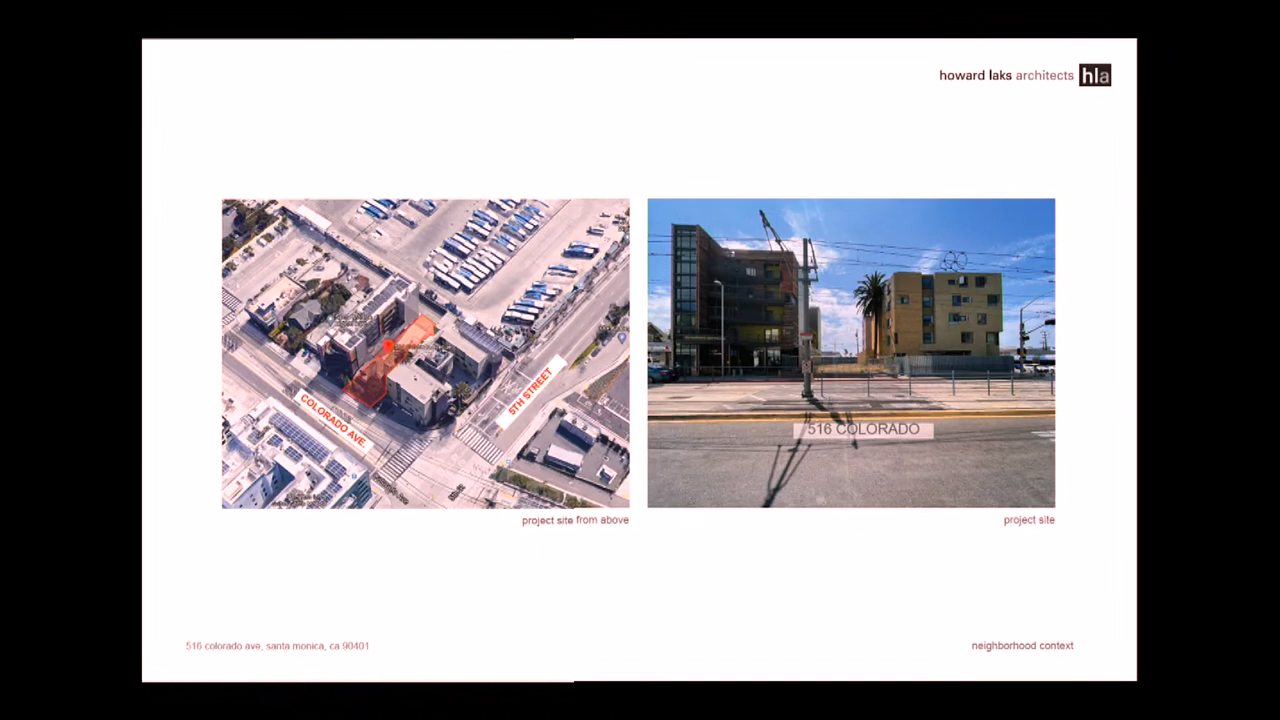 howard laks architects hla
COLORADO AVE.
5TH STREET
516 COLORADO
project site from above
project site
516 colorado ave, santa monica, ca 90401
neighborhood context